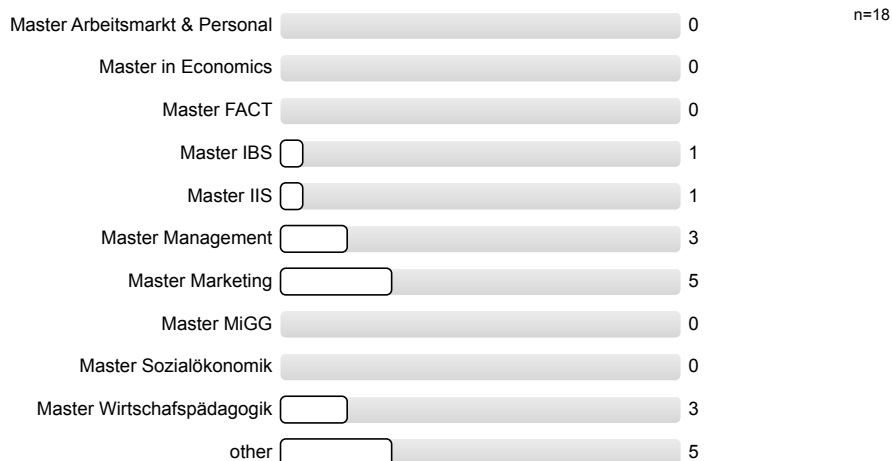 Master Arbeitsmarkt & Personal 0 n=18
Master in Economics 0
Master FACT 0
Master IBS 1
Master IIS 1
Master Management 3
Master Marketing 5
Master MiGG 0
Master Sozialökonomik 0
Master Wirtschafspädagogik 3
other 5